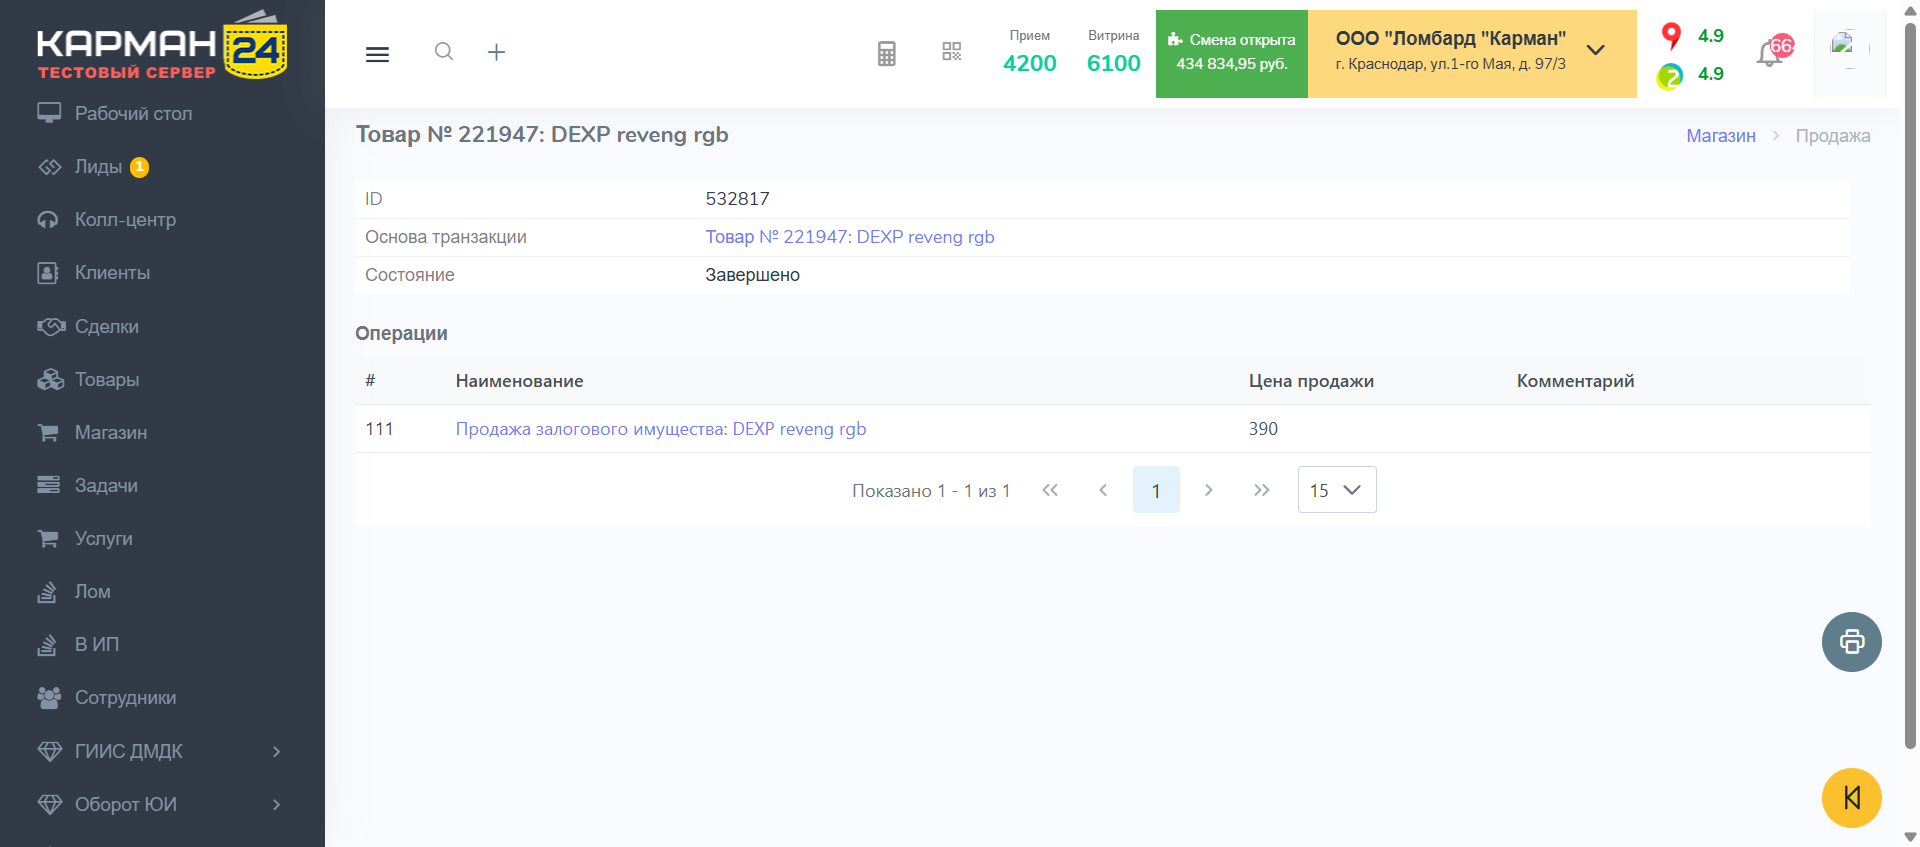 КАРМАН 24
ТЕСТОВЫЙ СЕРВЕР
Рабочий стол
Лиды 1
Колл-центр
Клиенты
Сделки
Товары
Магазин
Задачи
Услуги
Лом
В ИП
Сотрудники
ГИИС ДМДК
Оборот ЮИ
Прием
4200
Витрина
6100
Смена открыта
434 834,95 руб.
ООО "Ломбард "Карман"
г. Краснодар, ул.1-го Мая, д. 97/3
4.9
4.9
Товар № 221947: DEXP reveng rgb
Магазин > Продажа
ID 532817
Основа транзакции Товар № 221947: DEXP reveng rgb
Состояние Завершено
Операции
# Наименование Цена продажи Комментарий
111 Продажа залогового имущества: DEXP reveng rgb 390
Показано 1 - 1 из 1 1 15